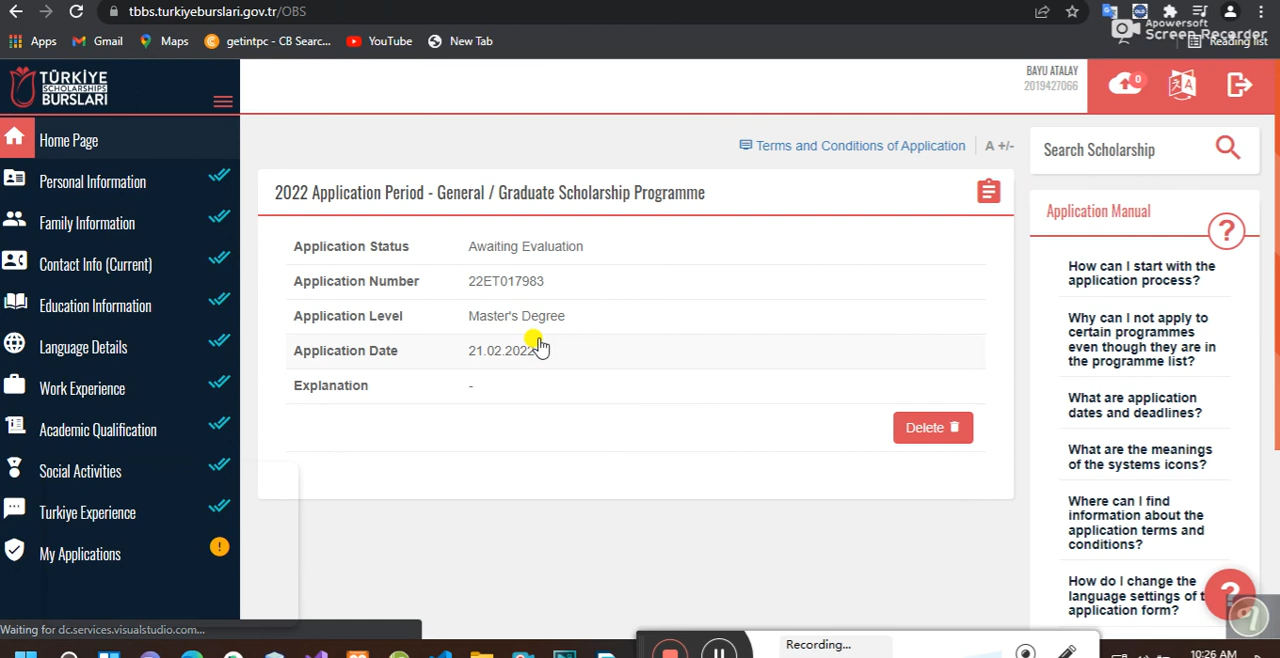 tbbs.turkiyeburslari.gov.tr/OBS
Apowersoft
Screen Recorder
Apps
Gmail
Maps
getintpc - CB Searc...
YouTube
New Tab
Reading list
TÜRKİYE
SCHOLARSHIPS
BURSLARI
BAYU ATALAY
2019427066
0
Home Page
Personal Information
Family Information
Contact Info (Current)
Education Information
Language Details
Work Experience
Academic Qualification
Social Activities
Turkiye Experience
My Applications
Terms and Conditions of Application
A +/-
2022 Application Period - General / Graduate Scholarship Programme
Application Status Awaiting Evaluation
Application Number 22ET017983
Application Level Master's Degree
Application Date 21.02.2022
Explanation -
Delete
Search Scholarship
Application Manual
?
How can I start with the
application process?
Why can I not apply to
certain programmes
even though they are in
the programme list?
What are application
dates and deadlines?
What are the meanings
of the systems icons?
Where can I find
information about the
application terms and
conditions?
How do I change the
language settings of t
application form?
?
Waiting for dc.services.visualstudio.com...
Recording...
10:26 AM